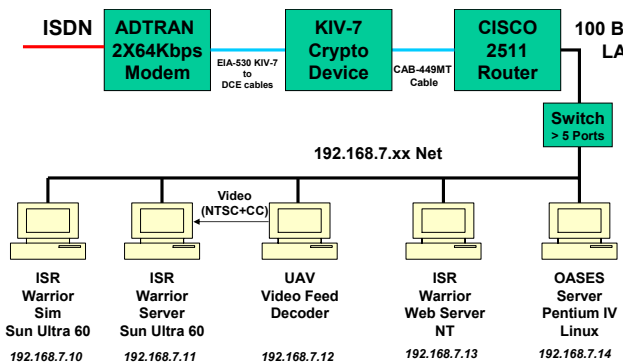 ISDN
ADTRAN
2X64Kbps
Modem
EIA-530 KIV-7
to
DCE cables
KIV-7
Crypto
Device
CAB-449MT
Cable
CISCO
2511
Router
100 B
LA
Switch
> 5 Ports
192.168.7.xx Net
Video
(NTSC+CC)
ISR
Warrior
Sim
Sun Ultra 60
192.168.7.10
ISR
Warrior
Server
Sun Ultra 60
192.168.7.11
UAV
Video Feed
Decoder
192.168.7.12
ISR
Warrior
Web Server
NT
192.168.7.13
OASES
Server
Pentium IV
Linux
192.168.7.14